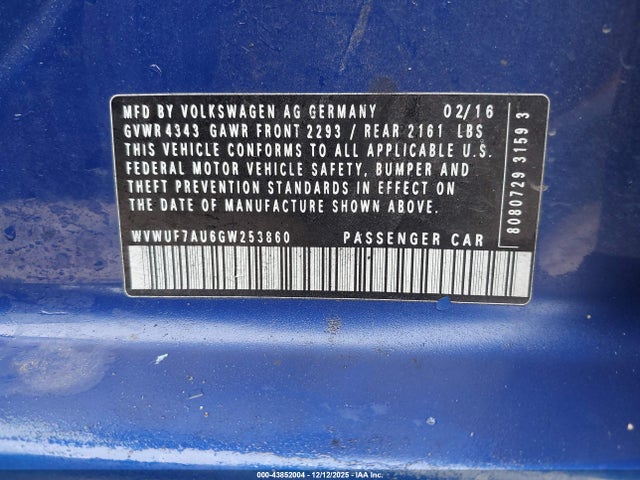 MFD BY VOLKSWAGEN AG GERMANY 02/16
GVWR 4343 GAWR FRONT 2293 / REAR 2161 LBS
THIS VEHICLE CONFORMS TO ALL APPLICABLE U.S.
FEDERAL MOTOR VEHICLE SAFETY, BUMPER AND
THEFT PREVENTION STANDARDS IN EFFECT ON
THE DATE OF MANUFACTURE SHOWN ABOVE.
WVWUF7AU6GW253860 PASSENGER CAR
8080729 3159 3
000-43852004 - 12/12/2025 - IAA Inc.